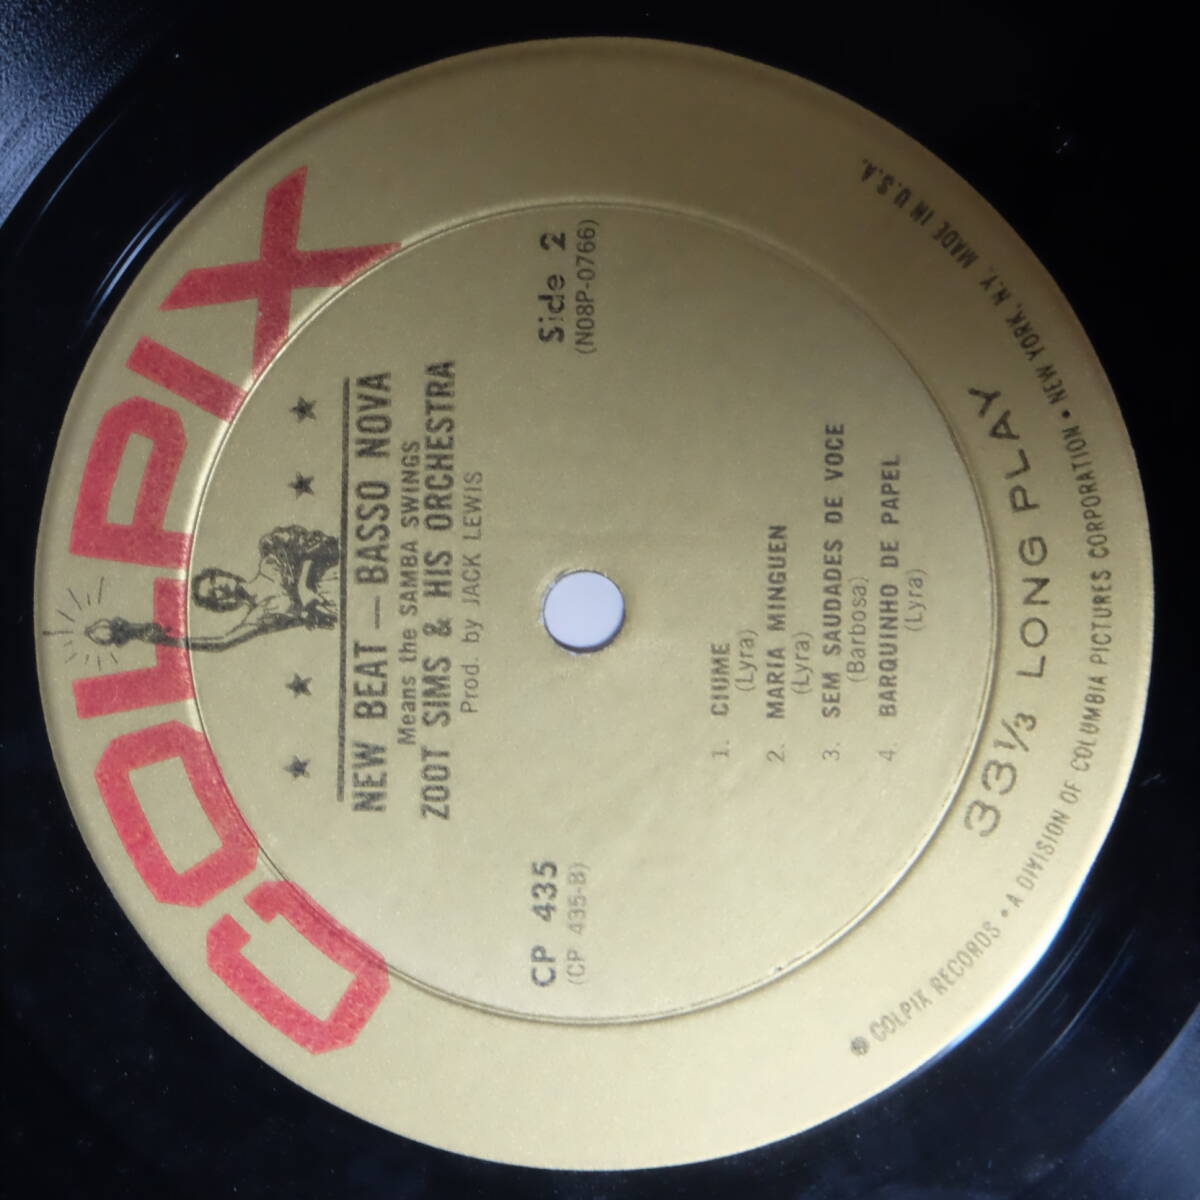 COLPIX
NEW BEAT — BASSO NOVA
Means the SAMBA SWINGS
ZOOT SIMS & HIS ORCHESTRA
Prod. by JACK LEWIS
CP 435
(CP 435-B)
Side 2
(N08P-0766)
1. CIUME
(Lyra)
2. MARIA MINGUEN
(Lyra)
3. SEM SAUDADES DE VOCE
(Barbosa)
4. BARQUINHO DE PAPEL
(Lyra)
33⅓ LONG PLAY
® COLPIX RECORDS • A DIVISION OF COLUMBIA PICTURES CORPORATION • NEW YORK, N.Y. MADE IN U.S.A.